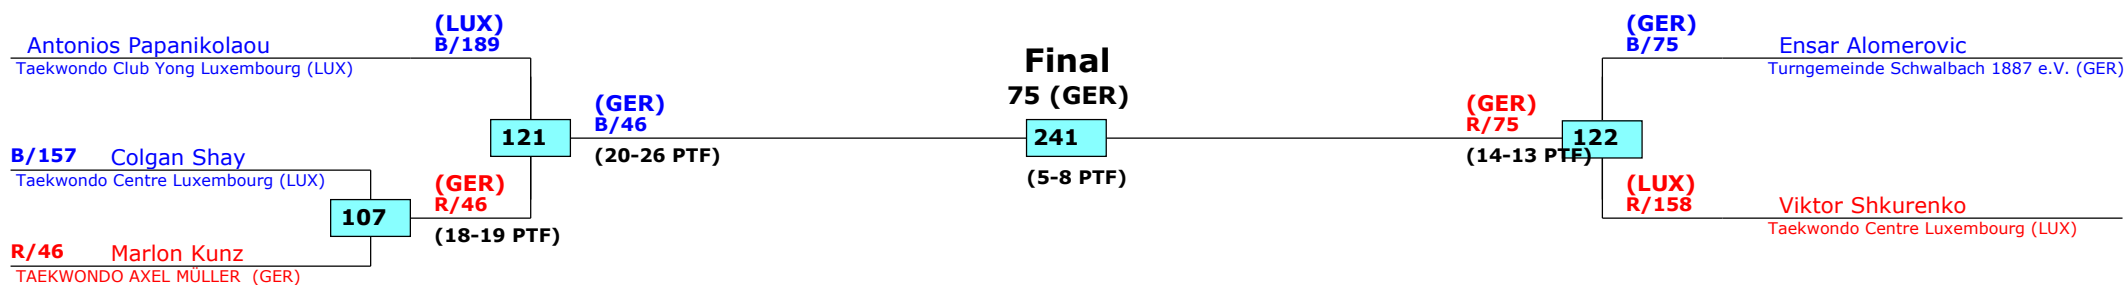 (LUX)
B/189
Antonios Papanikolaou
Taekwondo Club Yong Luxembourg (LUX)
B/157 Colgan Shay
Taekwondo Centre Luxembourg (LUX)
R/46 Marlon Kunz
TAEKWONDO AXEL MÜLLER (GER)
107
(GER)
R/46
(18-19 PTF)
121
(GER)
B/46
(20-26 PTF)
Final
75 (GER)
241
(5-8 PTF)
(GER)
R/75
(14-13 PTF)
122
(GER)
B/75
Ensar Alomerovic
Turngemeinde Schwalbach 1887 e.V. (GER)
(LUX)
R/158
Viktor Shkurenko
Taekwondo Centre Luxembourg (LUX)